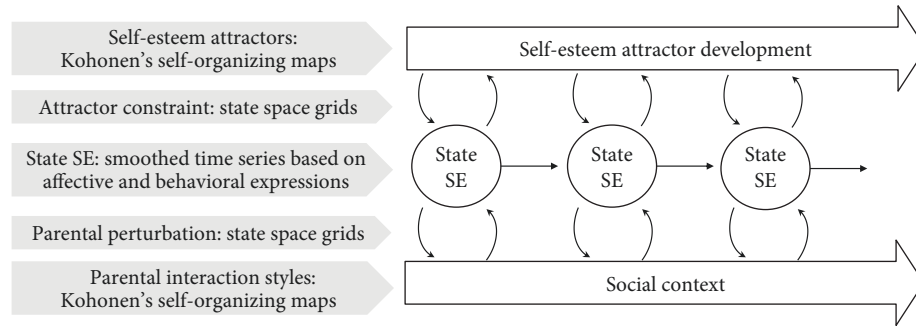 Self-esteem attractors:
Kohonen's self-organizing maps
Self-esteem attractor development
Attractor constraint: state space grids
State SE: smoothed time series based on
affective and behavioral expressions
State
SE
State
SE
State
SE
Parental perturbation: state space grids
Parental interaction styles:
Kohonen's self-organizing maps
Social context